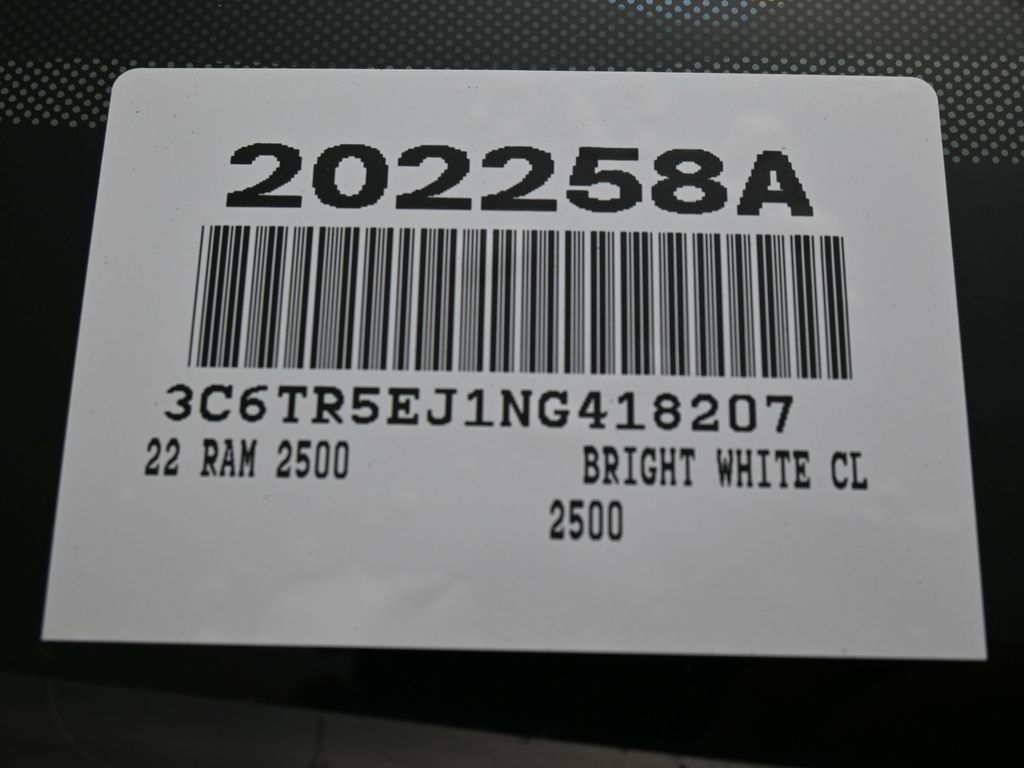 202258A
3C6TR5EJ1NG418207
22 RAM 2500 BRIGHT WHITE CL
2500